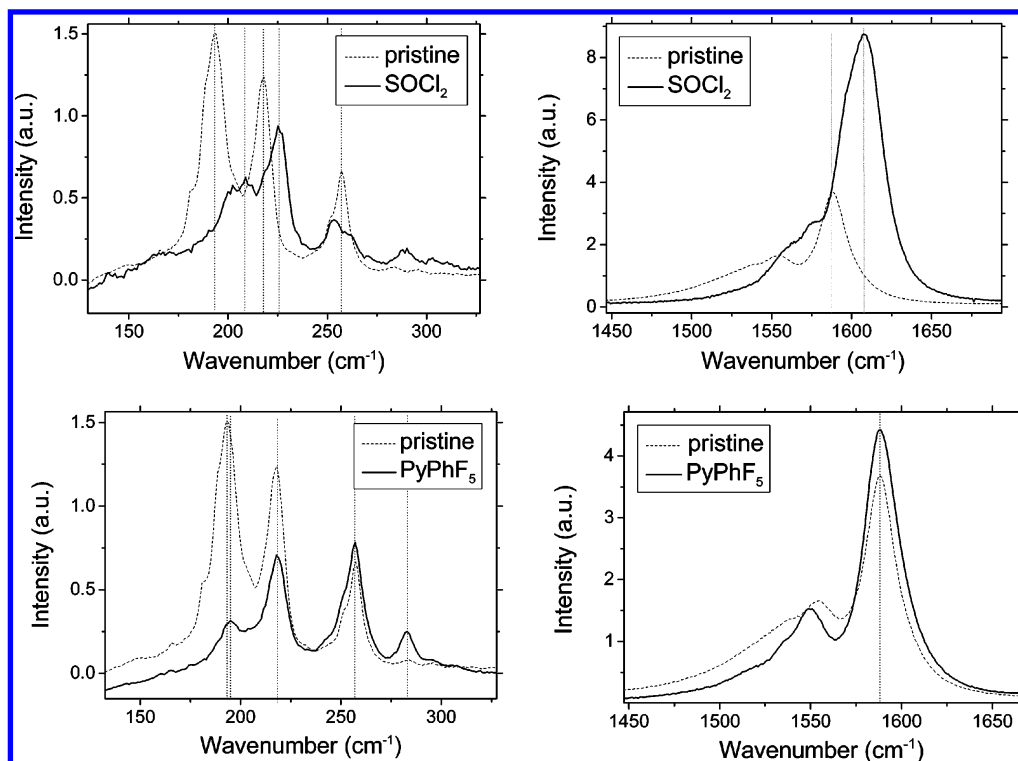 1.5
1.0
0.5
0.0
Intensity (a.u.)
pristine
SOCl₂
150 200 250 300
Wavenumber (cm⁻¹)
8
6
4
2
0
Intensity (a.u.)
pristine
SOCl₂
1450 1500 1550 1600 1650
Wavenumber (cm⁻¹)
1.5
1.0
0.5
0.0
Intensity (a.u.)
pristine
PyPhF₅
150 200 250 300
Wavenumber (cm⁻¹)
4
3
2
1
Intensity (a.u.)
pristine
PyPhF₅
1450 1500 1550 1600 1650
Wavenumber (cm⁻¹)